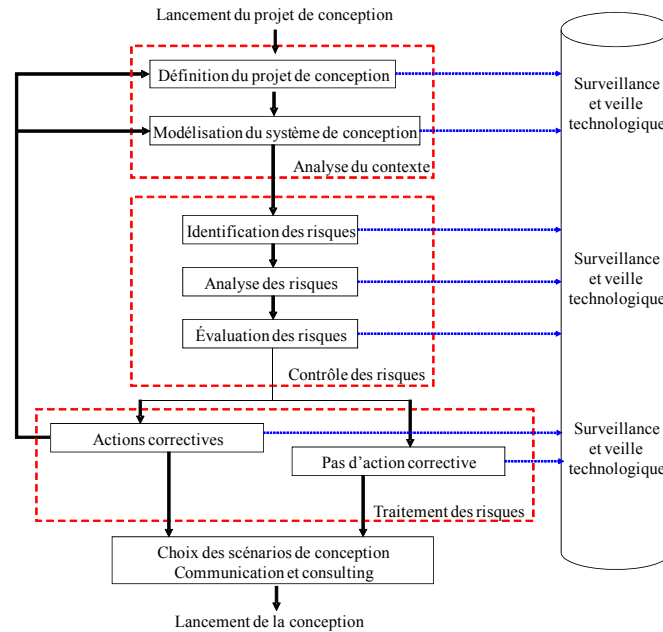 Lancement du projet de conception
Définition du projet de conception
Modélisation du système de conception
Analyse du contexte
Surveillance
et veille
technologique
Identification des risques
Analyse des risques
Évaluation des risques
Contrôle des risques
Surveillance
et veille
technologique
Actions correctives
Pas d'action corrective
Traitement des risques
Surveillance
et veille
technologique
Choix des scénarios de conception
Communication et consulting
Lancement de la conception